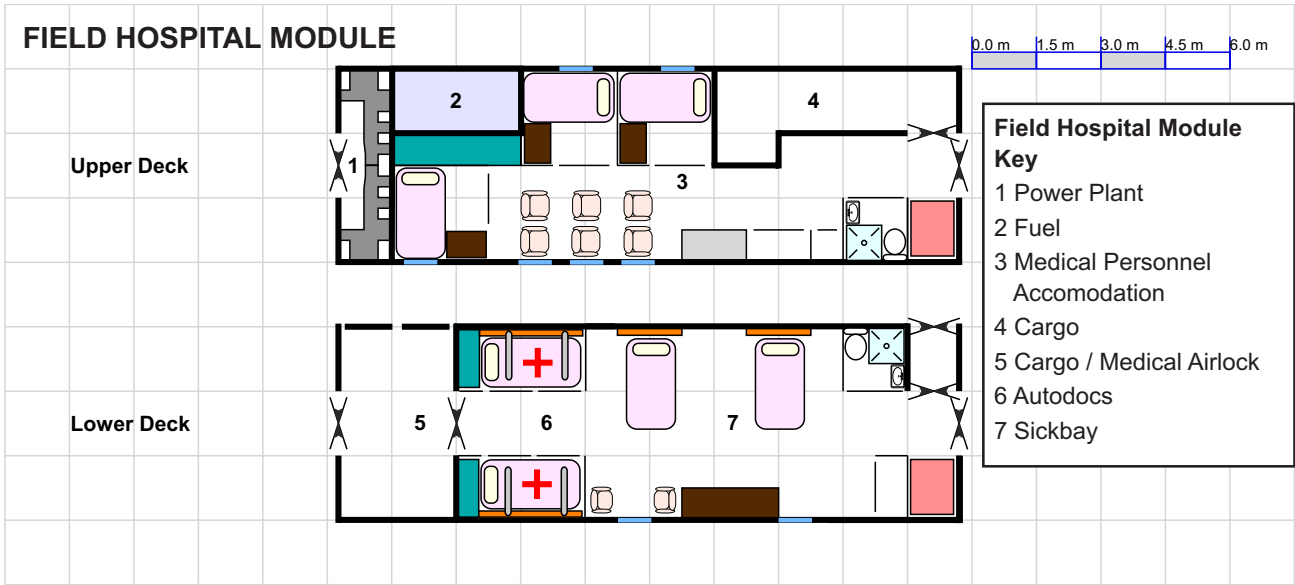 FIELD HOSPITAL MODULE
0.0 m 1.5 m 3.0 m 4.5 m 6.0 m
2
4
Upper Deck
1
3
Lower Deck
5
6
7
Field Hospital Module
Key
1 Power Plant
2 Fuel
3 Medical Personnel
Accomodation
4 Cargo
5 Cargo / Medical Airlock
6 Autodocs
7 Sickbay